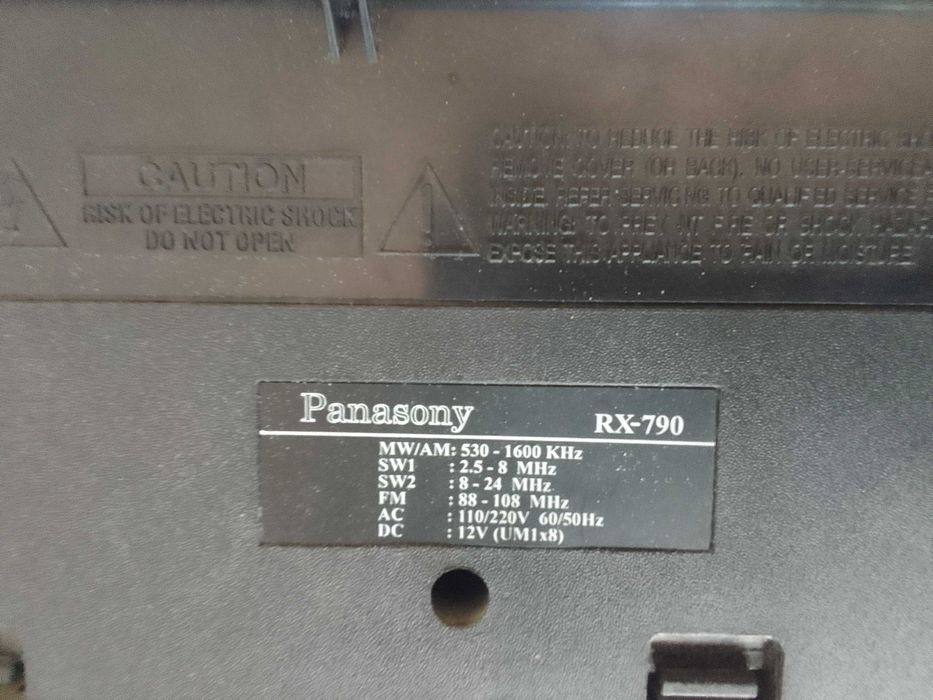 CAUTION
RISK OF ELECTRIC SHOCK
DO NOT OPEN
CAUTION: TO REDUCE THE RISK OF ELECTRIC
REMOVE COVER (OR BACK). NO
INSIDE. REFER SERVICING TO QUALIFIED SERVICE
WARNING: TO FIRE OR SHOCK
EXPOSE THIS APPLIANCE TO RAIN OR MOISTURE
Panasony
RX-790
MW/AM: 530 - 1600 KHz
SW1 : 2.5 - 8 MHz
SW2 : 8 - 24 MHz
FM : 88 - 108 MHz
AC : 110/220V 60/50Hz
DC : 12V (UM1x8)